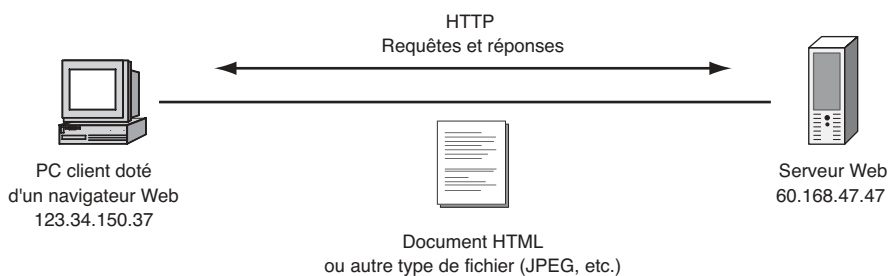 HTTP
Requêtes et réponses
PC client doté
d'un navigateur Web
123.34.150.37
Serveur Web
60.168.47.47
Document HTML
ou autre type de fichier (JPEG, etc.)